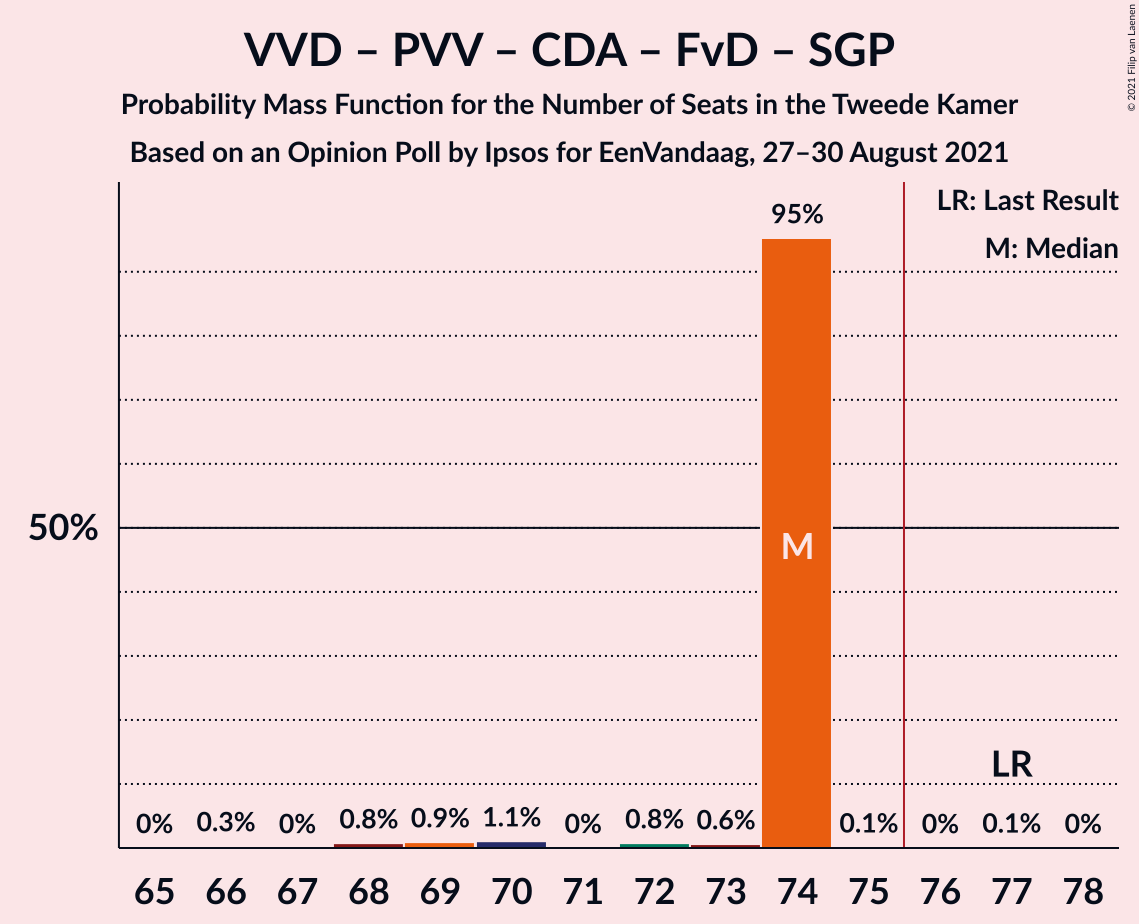 VVD – PVV – CDA – FvD – SGP
Probability Mass Function for the Number of Seats in the Tweede Kamer
Based on an Opinion Poll by Ipsos for EenVandaag, 27–30 August 2021
© 2021 Filip van Laenen
LR: Last Result
M: Median
95%
50%
M
LR
0% 0.3% 0% 0.8% 0.9% 1.1% 0% 0.8% 0.6% 0.1% 0% 0.1% 0%
65 66 67 68 69 70 71 72 73 74 75 76 77 78